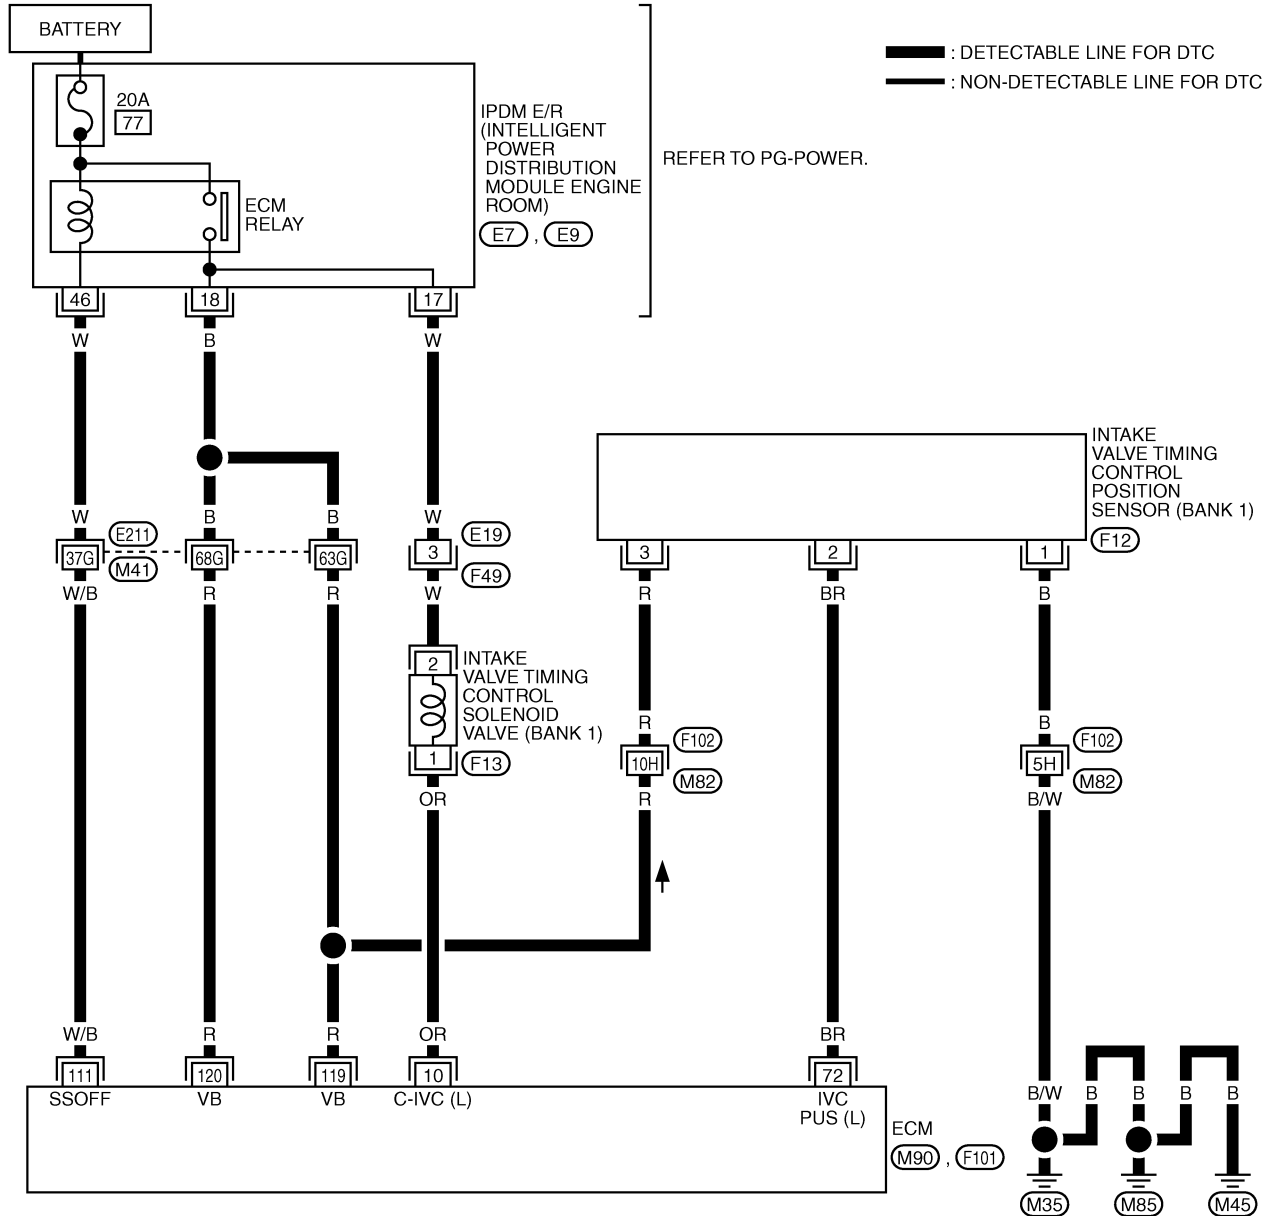 BATTERY
: DETECTABLE LINE FOR DTC
: NON-DETECTABLE LINE FOR DTC
20A
77
IPDM E/R
(INTELLIGENT
POWER
DISTRIBUTION
MODULE ENGINE
ROOM)
E7 , E9
REFER TO PG-POWER.
ECM
RELAY
46 18 17
W B W
INTAKE
VALVE TIMING
CONTROL
POSITION
SENSOR (BANK 1)
F12
W B B W
E211 E19
37G 68G 63G 3 3 2 1
M41 F49
W/B R R W R BR B
2
INTAKE
VALVE TIMING
CONTROL
SOLENOID
VALVE (BANK 1)
1 F13
R B
F102 F102
10H 5H
M82 M82
OR R B/W
W/B R R OR BR
111 120 119 10 72
SSOFF VB VB C-IVC (L) IVC
PUS (L)
B/W B B B B
ECM
M90 , F101
M35 M85 M45